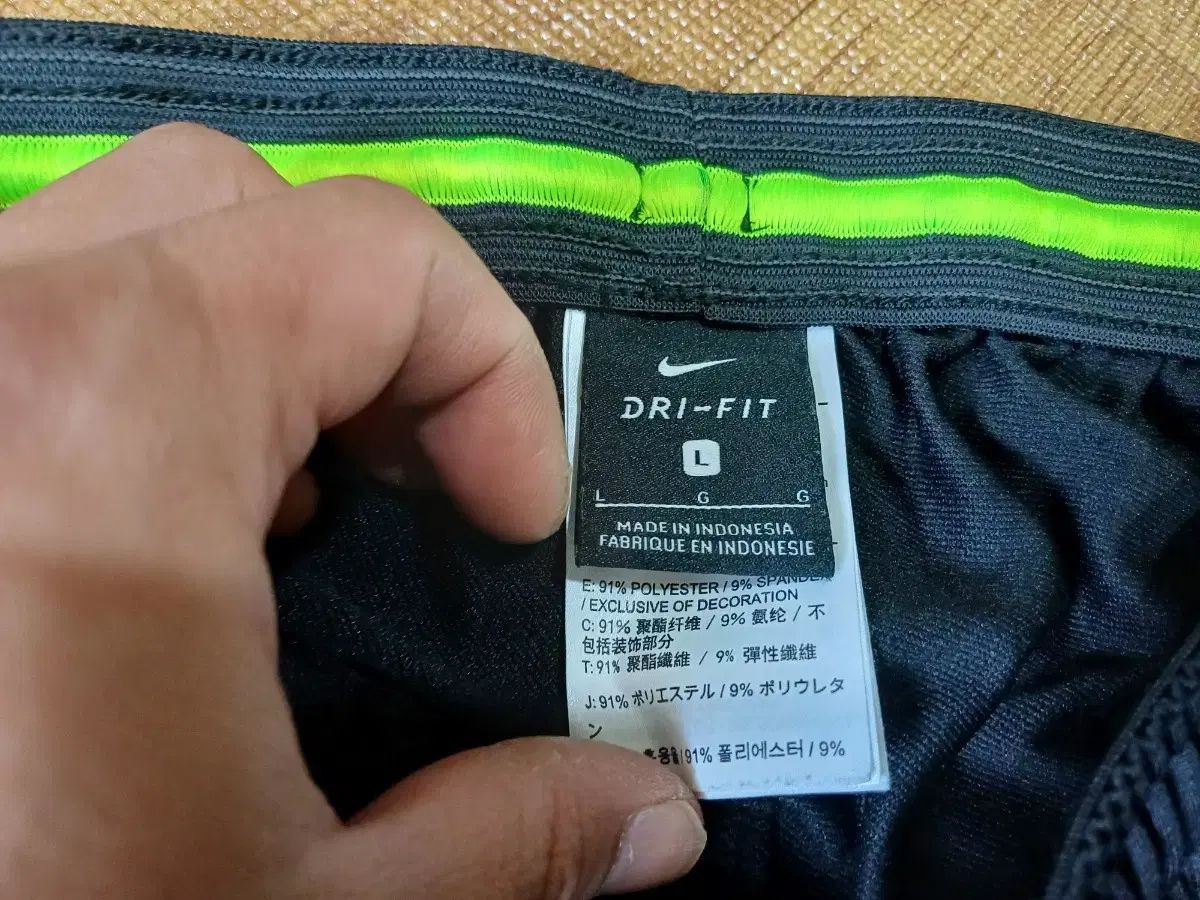 DRI-FIT
L
L G G
MADE IN INDONESIA
FABRIQUE EN INDONESIE
E: 91% POLYESTER / 9% SPANDEX
/ EXCLUSIVE OF DECORATION
C: 91% 聚酯纤维 / 9% 氨纶 / 不
包括装饰部分
T: 91% 聚酯纖維 / 9% 彈性纖維
J: 91% ポリエステル / 9% ポリウレタ
ン
/91% 폴리에스터 / 9%